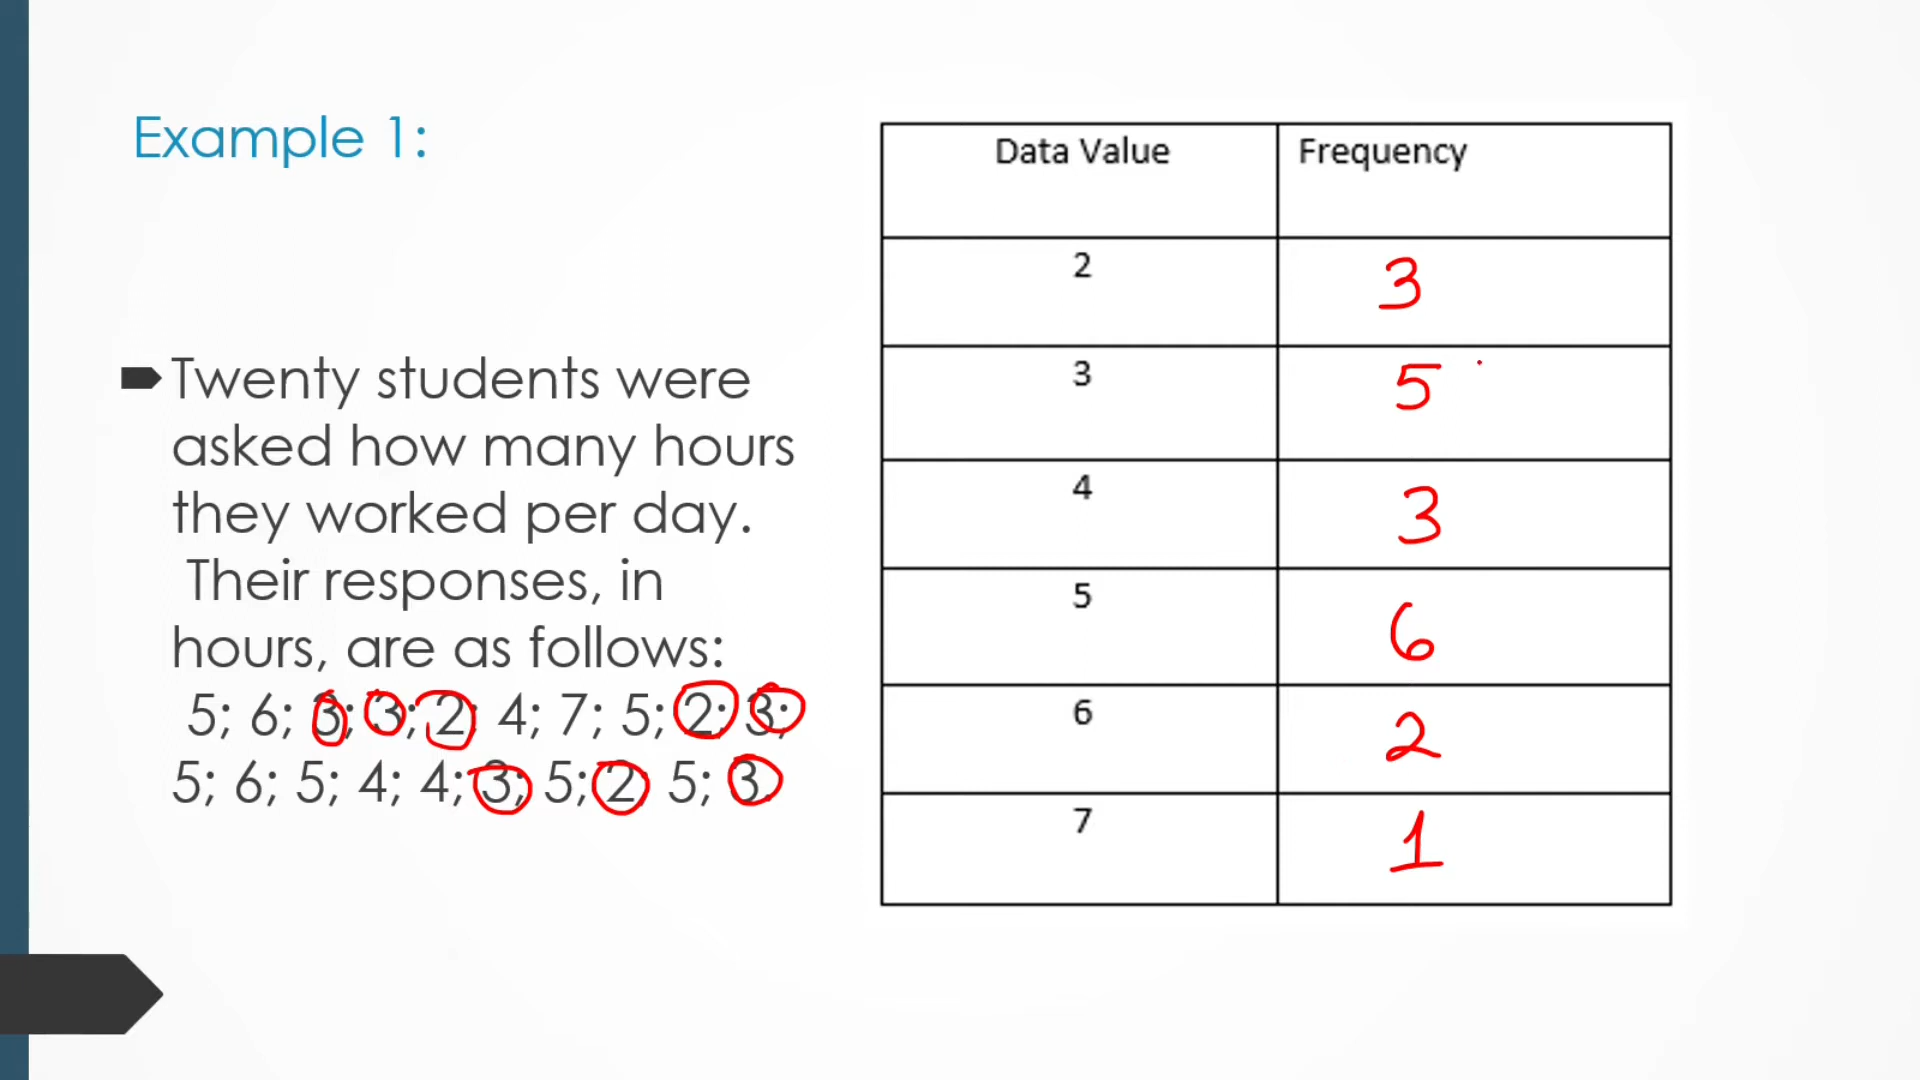 Example 1:
Twenty students were
asked how many hours
they worked per day.
Their responses, in
hours, are as follows:
5; 6; 3; 3; 2; 4; 7; 5; 2; 3;
5; 6; 5; 4; 4; 3; 5; 2; 5; 3.
Data Value Frequency
2 3
3 5
4 3
5 6
6 2
7 1